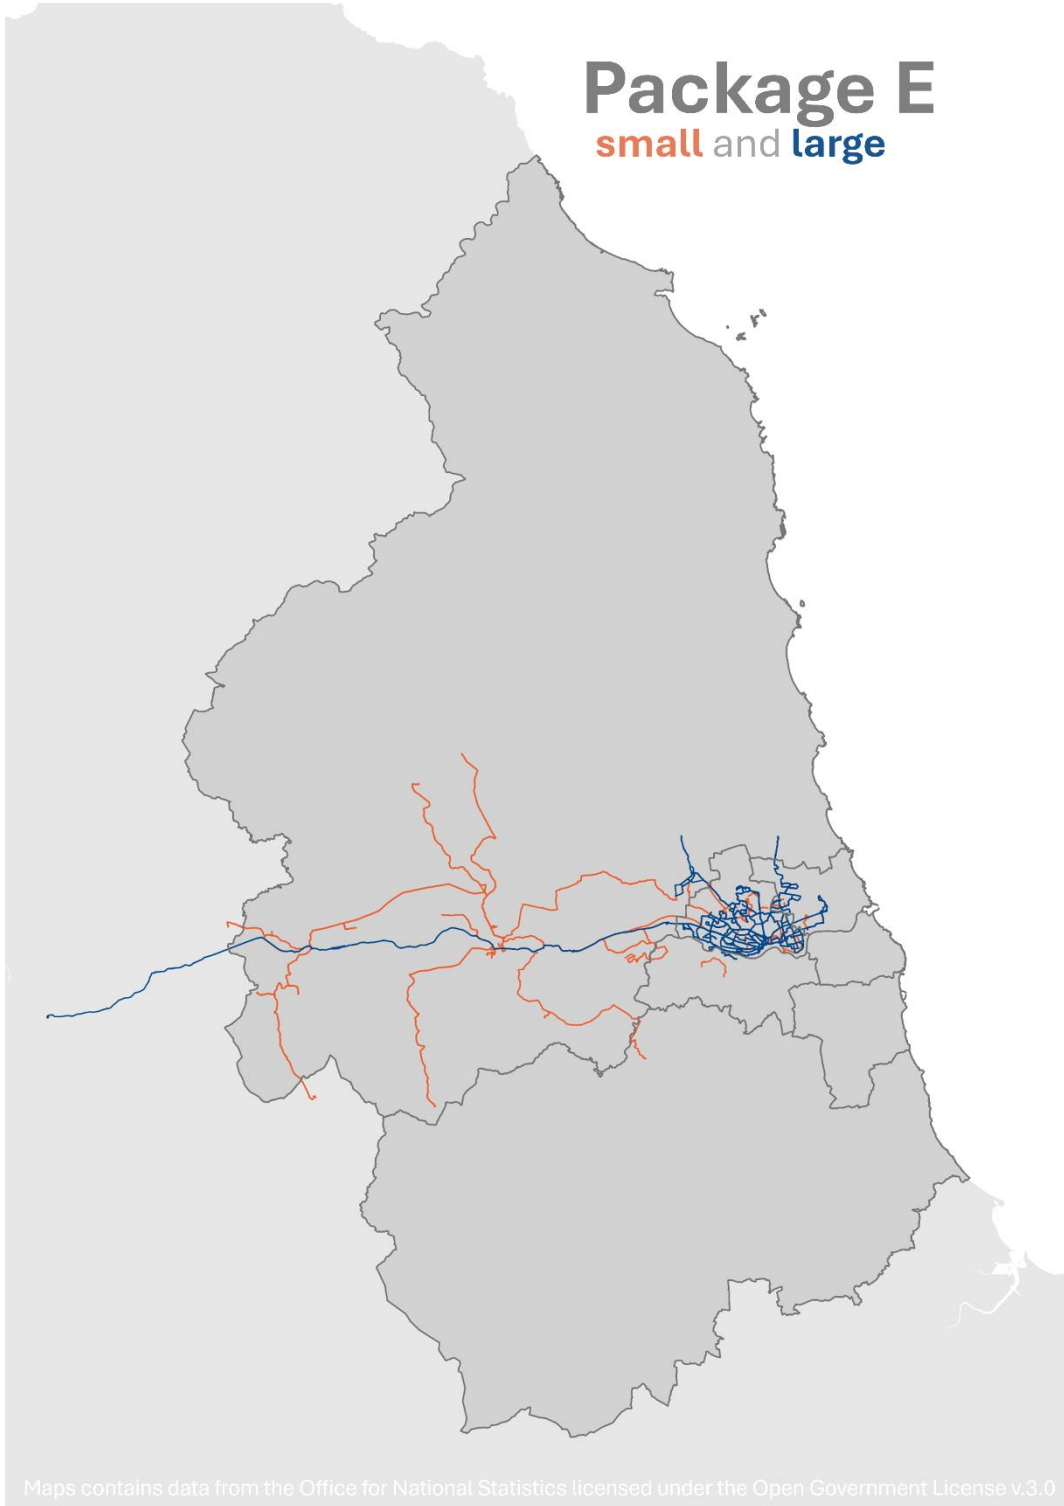 Package E
small and large
Maps contains data from the Office for National Statistics licensed under the Open Government License v.3.0